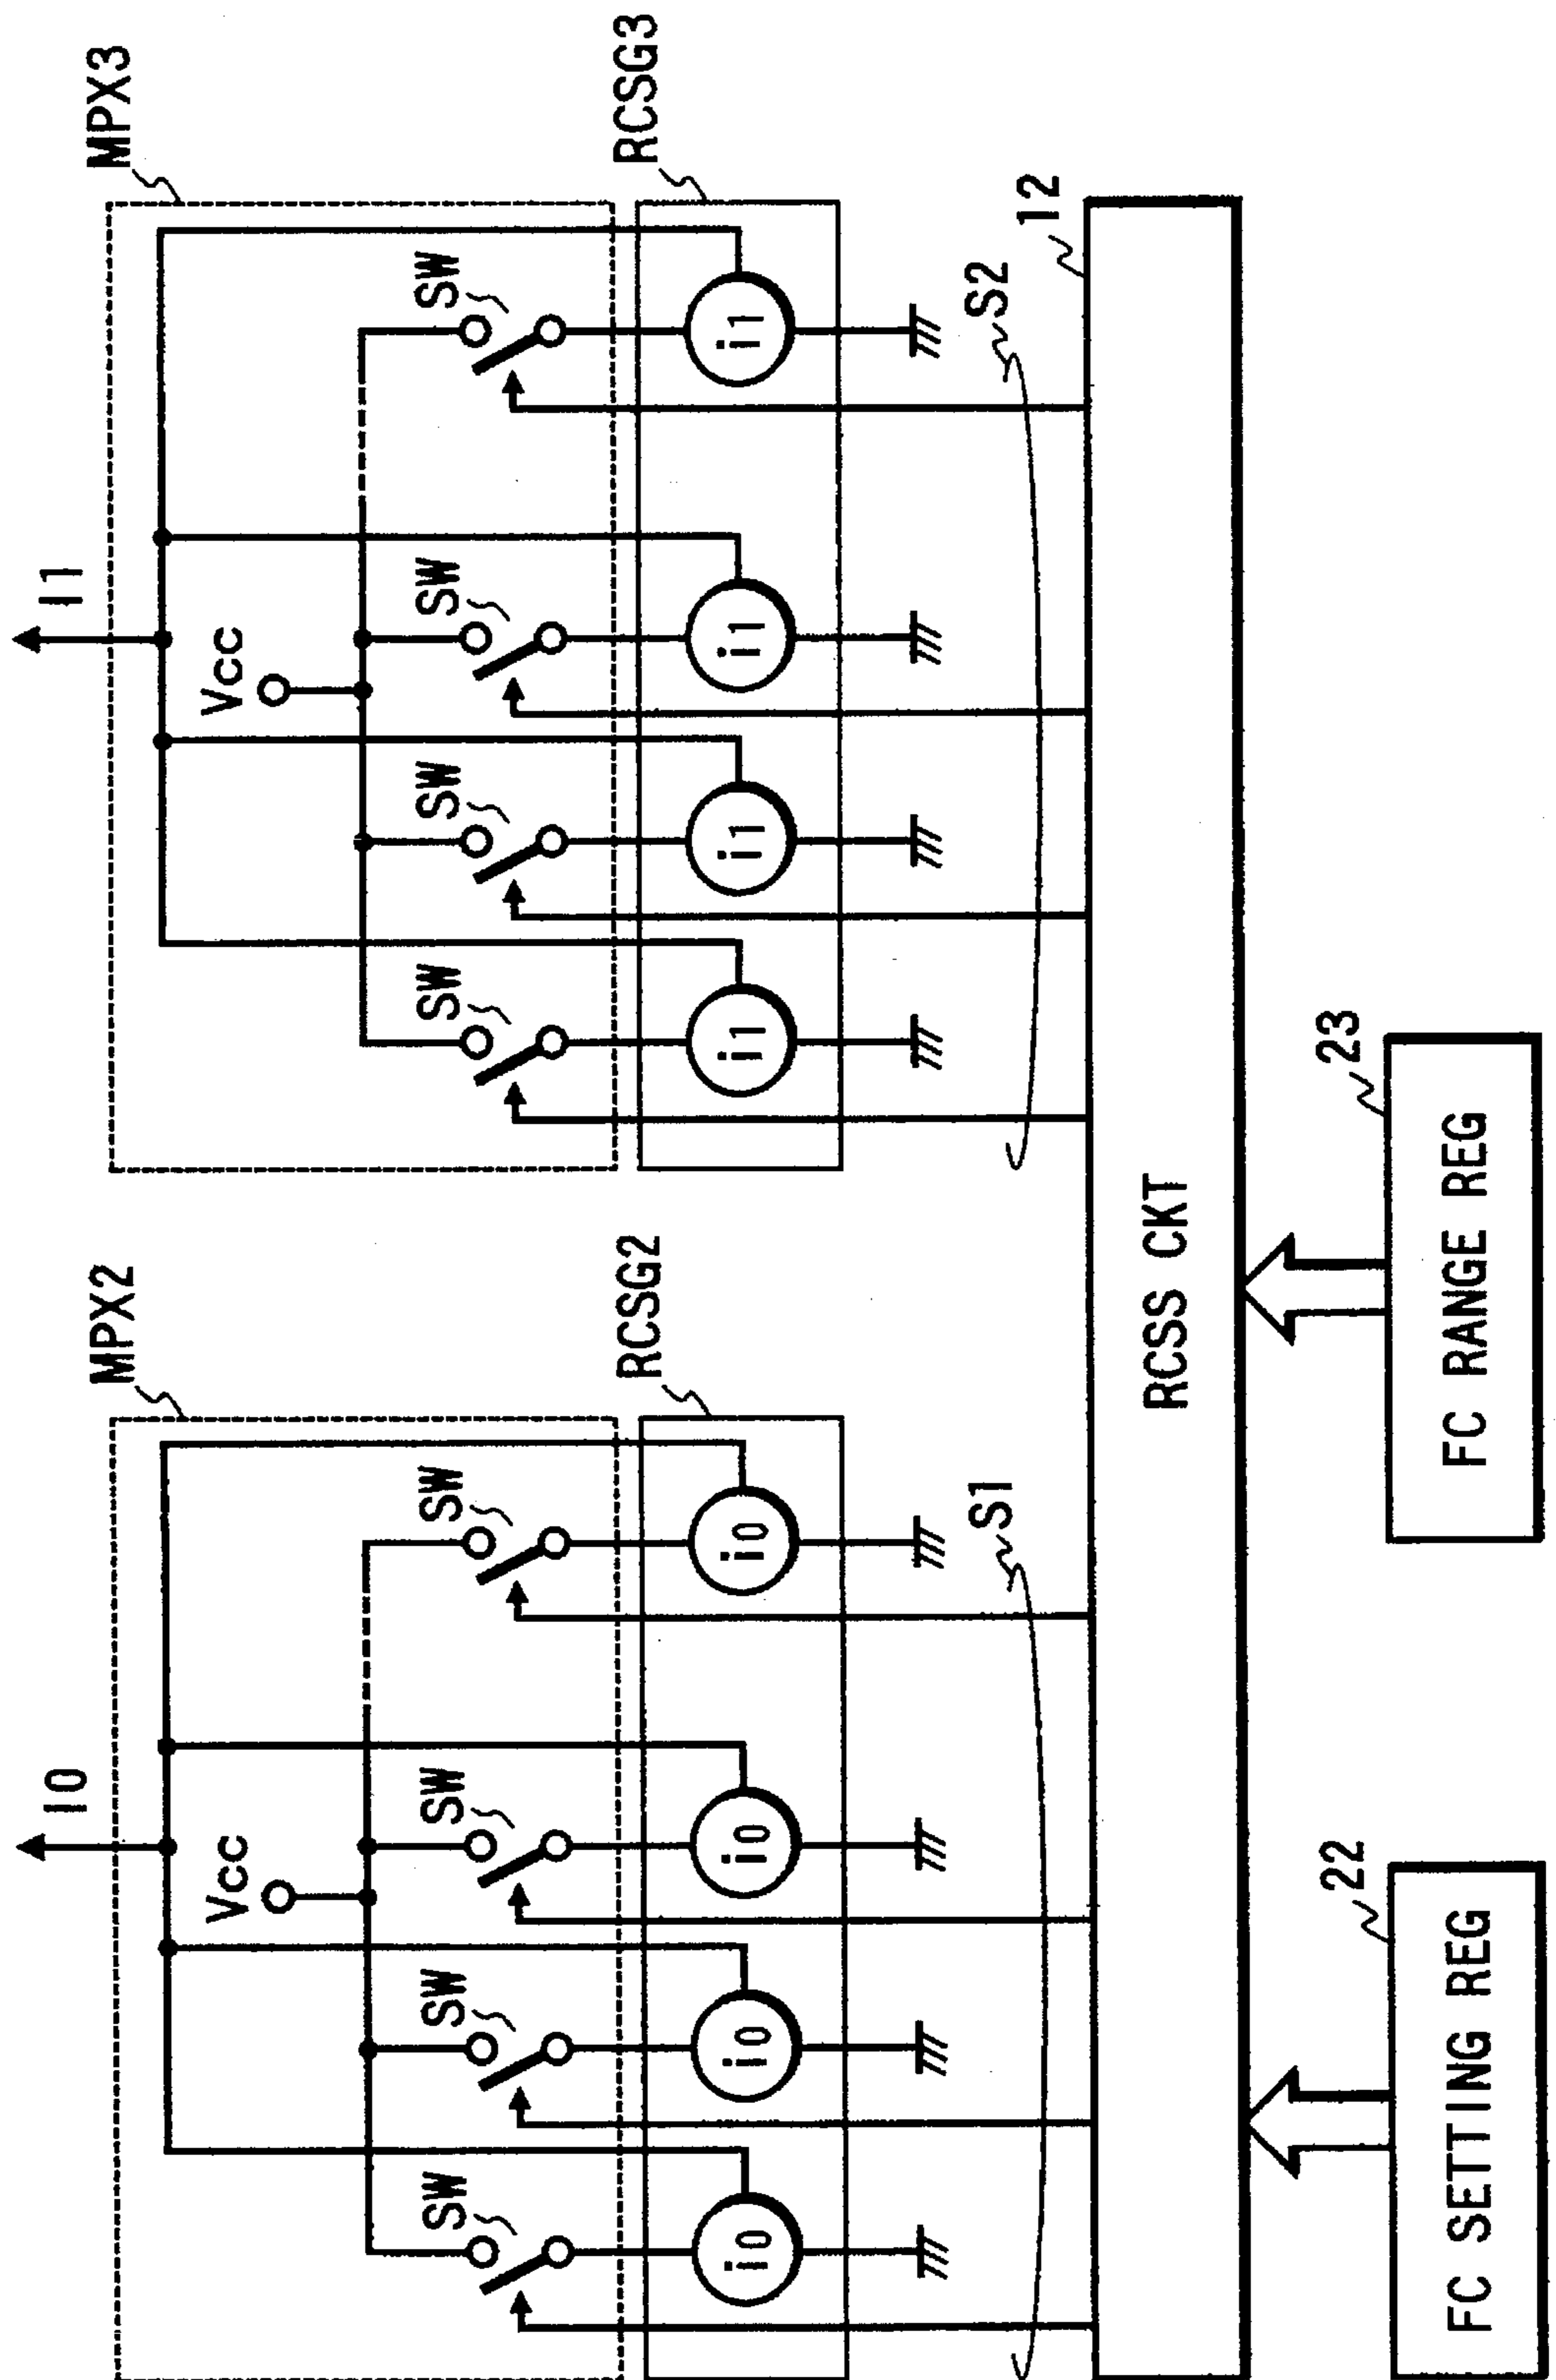 I0
MPX2
Vcc
SW
SW
SW
SW
RCSG2
i0
i0
i0
i0
S1
I1
MPX3
Vcc
SW
SW
SW
SW
RCSG3
i1
i1
i1
i1
S2
12
RCSS CKT
22
FC SETTING REG
23
FC RANGE REG